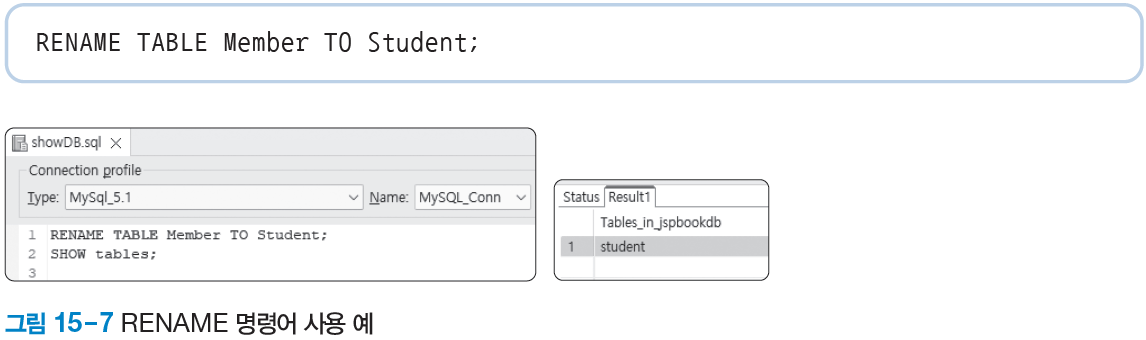 RENAME TABLE Member TO Student;
showDB.sql
Connection profile
Type: MySql_5.1 Name: MySQL_Conn
1 RENAME TABLE Member TO Student;
2 SHOW tables;
3
Status Result1
Tables_in_jspbookdb
1 student
그림 15-7 RENAME 명령어 사용 예